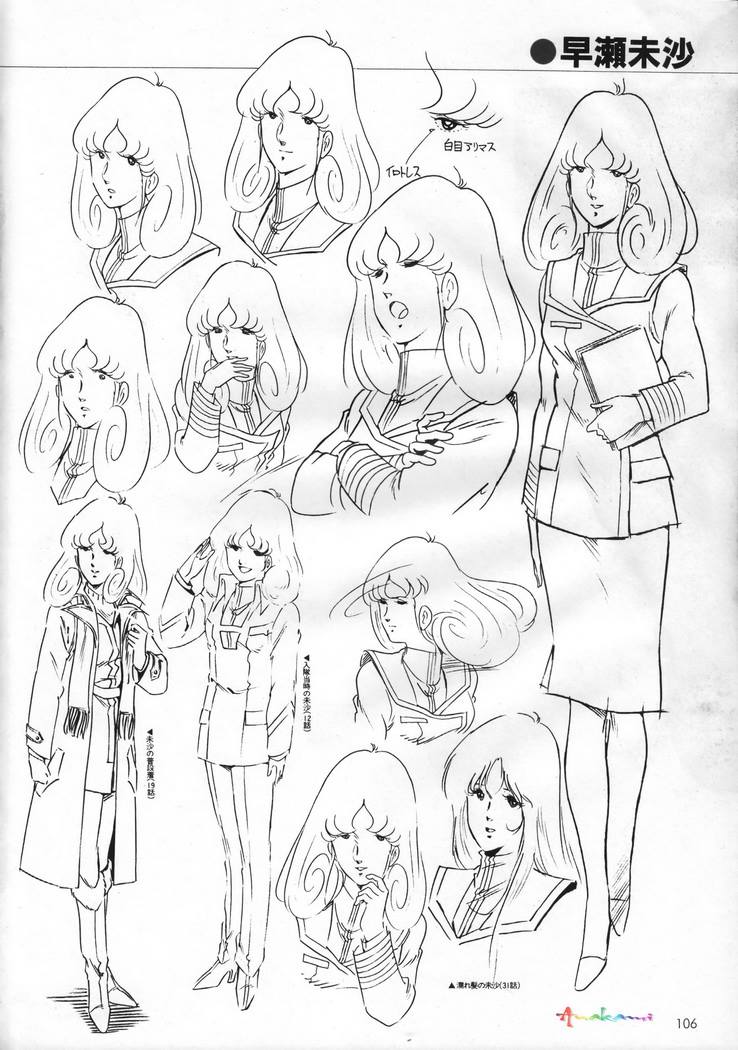 ●早瀬未沙
白目アリマス
イロトレス
▲入隊当時の未沙(12話)
▲未沙の普段着(19話)
▲濡れ髪の未沙(31話)
Anakami
106